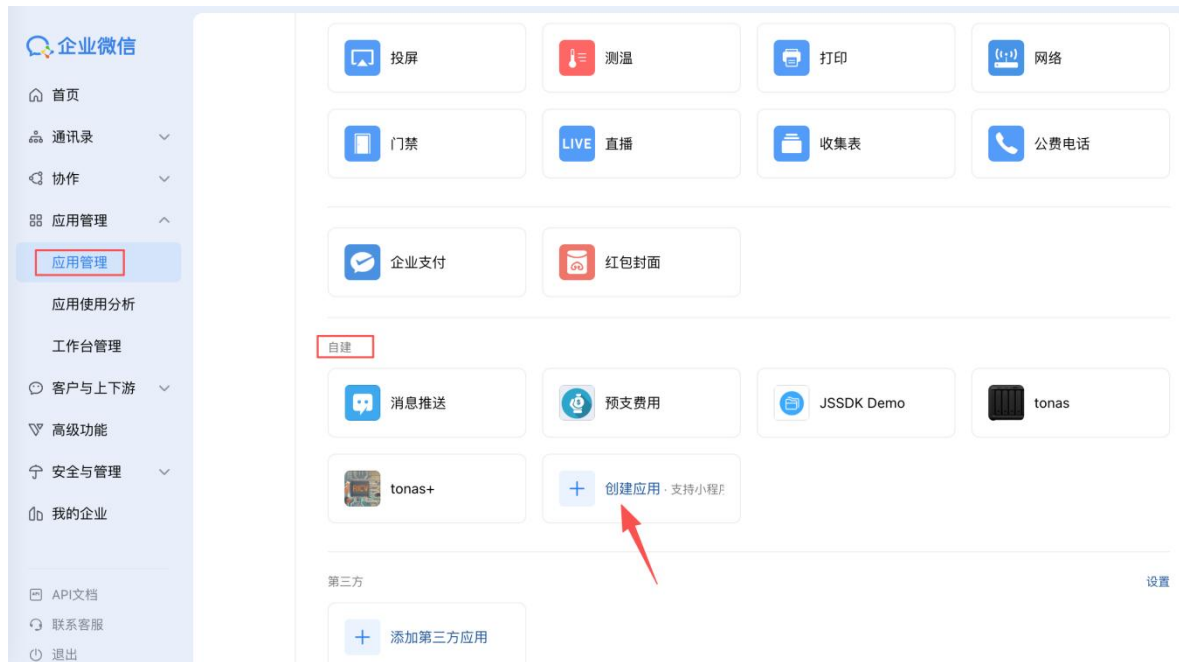 企业微信
首页
通讯录
协作
应用管理
应用管理
应用使用分析
工作台管理
客户与上下游
高级功能
安全与管理
我的企业
API文档
联系客服
退出
投屏
测温
打印
网络
门禁
LIVE 直播
收集表
公费电话
企业支付
红包封面
自建
消息推送
预支费用
JSSDK Demo
tonas
tonas+
创建应用 · 支持小程
第三方
设置
添加第三方应用